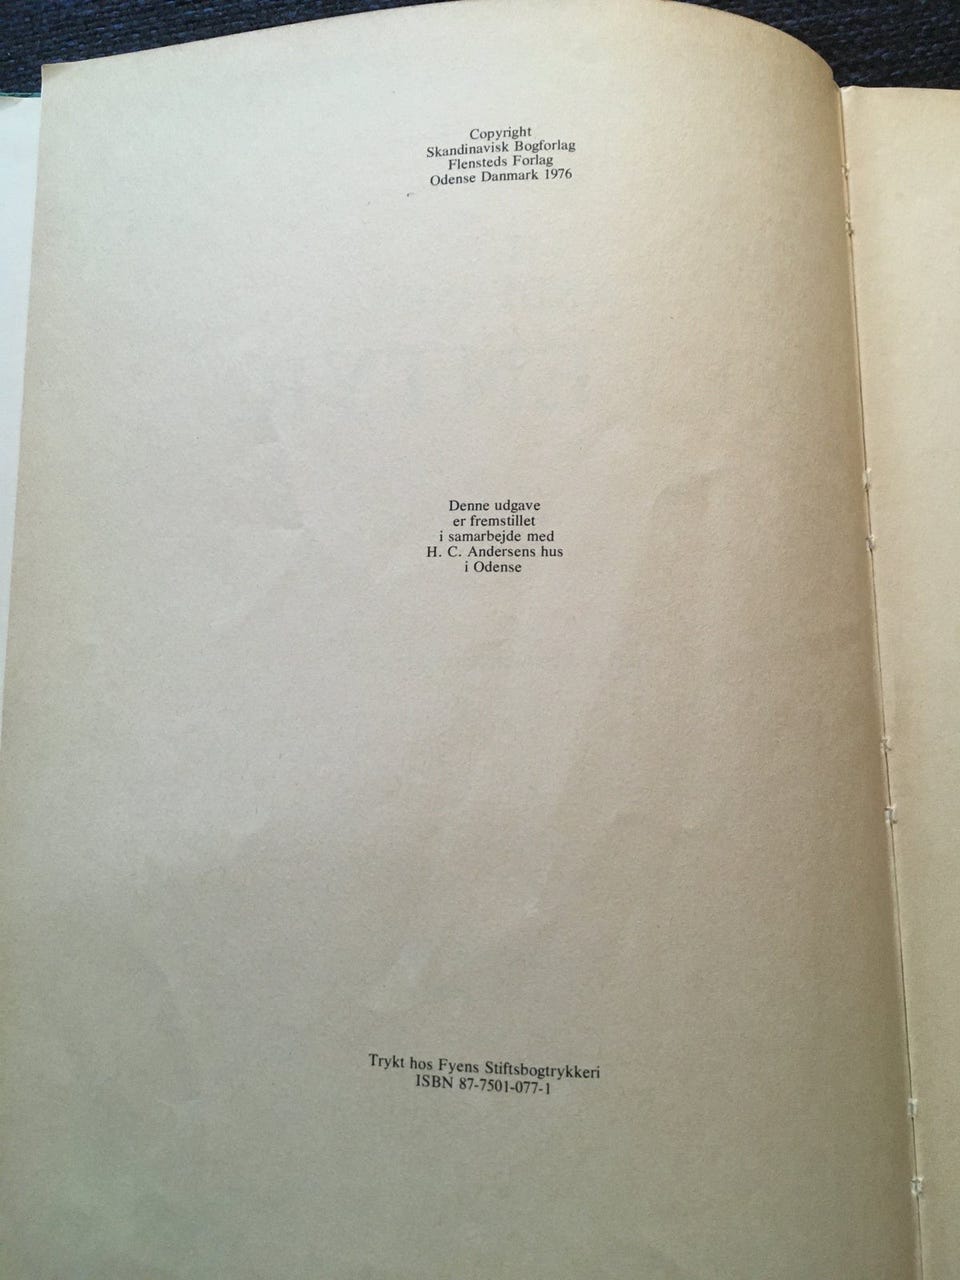 Copyright
Skandinavisk Bogforlag
Flensteds Forlag
Odense Danmark 1976
Denne udgave
er fremstillet
i samarbejde med
H. C. Andersens hus
i Odense
Trykt hos Fyens Stiftsbogtrykkeri
ISBN 87-7501-077-1